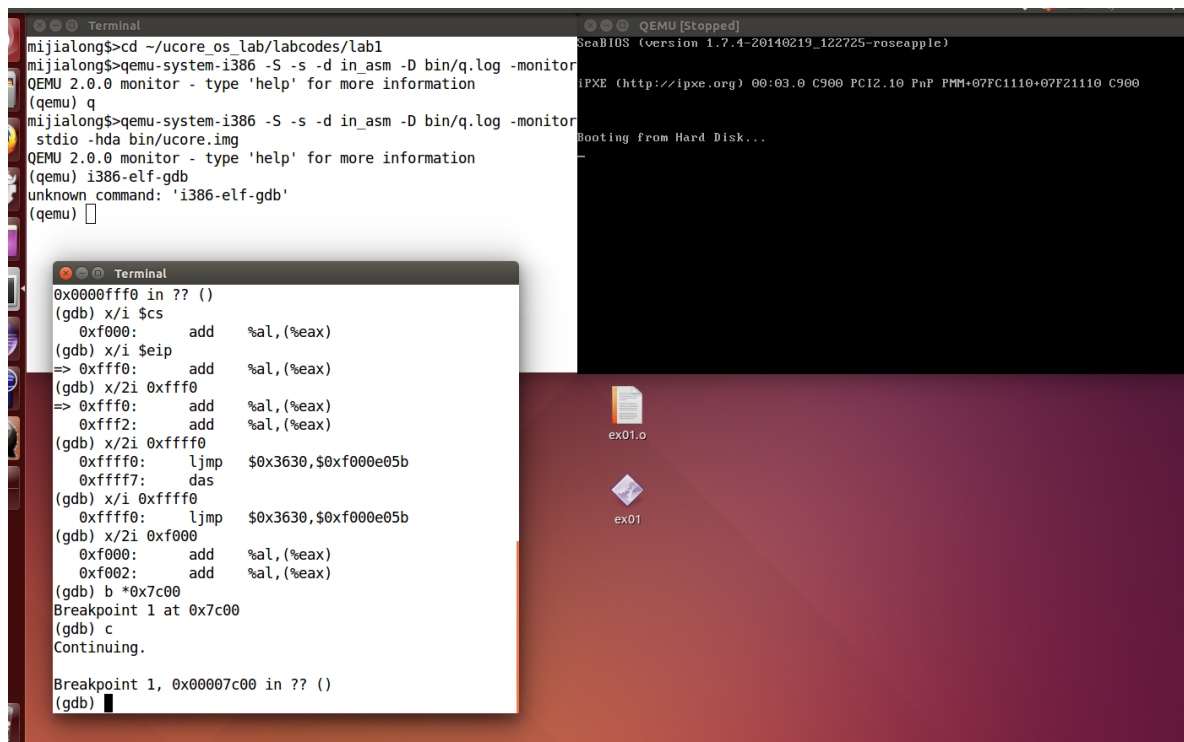 Terminal
mijialong$>cd ~/ucore_os_lab/labcodes/lab1
mijialong$>qemu-system-i386 -S -s -d in_asm -D bin/q.log -monitor
QEMU 2.0.0 monitor - type 'help' for more information
(qemu) q
mijialong$>qemu-system-i386 -S -s -d in_asm -D bin/q.log -monitor
 stdio -hda bin/ucore.img
QEMU 2.0.0 monitor - type 'help' for more information
(qemu) i386-elf-gdb
unknown command: 'i386-elf-gdb'
(qemu)
QEMU [Stopped]
SeaBIOS (version 1.7.4-20140219_122725-roseapple)
iPXE (http://ipxe.org) 00:03.0 C900 PCI2.10 PnP PMM+07FC1110+07F21110 C900
Booting from Hard Disk...
Terminal
0x0000fff0 in ?? ()
(gdb) x/i $cs
   0xf000:      add    %al,(%eax)
(gdb) x/i $eip
=> 0xfff0:      add    %al,(%eax)
(gdb) x/2i 0xfff0
=> 0xfff0:      add    %al,(%eax)
   0xfff2:      add    %al,(%eax)
(gdb) x/2i 0xffff0
   0xffff0:     ljmp   $0x3630,$0xf000e05b
   0xffff7:     das
(gdb) x/i 0xffff0
   0xffff0:     ljmp   $0x3630,$0xf000e05b
(gdb) x/2i 0xf000
   0xf000:      add    %al,(%eax)
   0xf002:      add    %al,(%eax)
(gdb) b *0x7c00
Breakpoint 1 at 0x7c00
(gdb) c
Continuing.
Breakpoint 1, 0x00007c00 in ?? ()
(gdb)
ex01.o
ex01